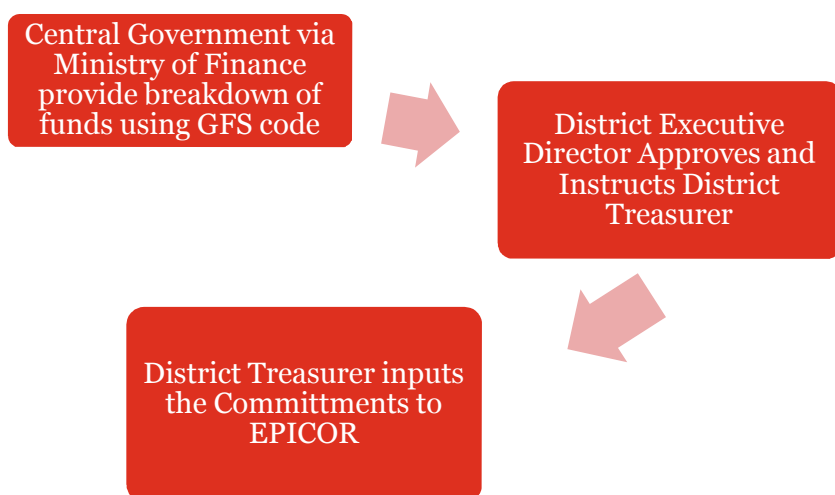 Central Government via
Ministry of Finance
provide breakdown of
funds using GFS code
District Executive
Director Approves and
Instructs District
Treasurer
District Treasurer inputs
the Committments to
EPICOR